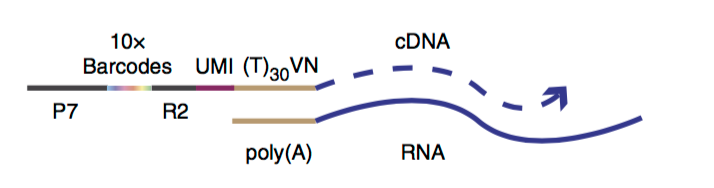 10×
Barcodes
UMI
(T)30VN
cDNA
P7
R2
poly(A)
RNA